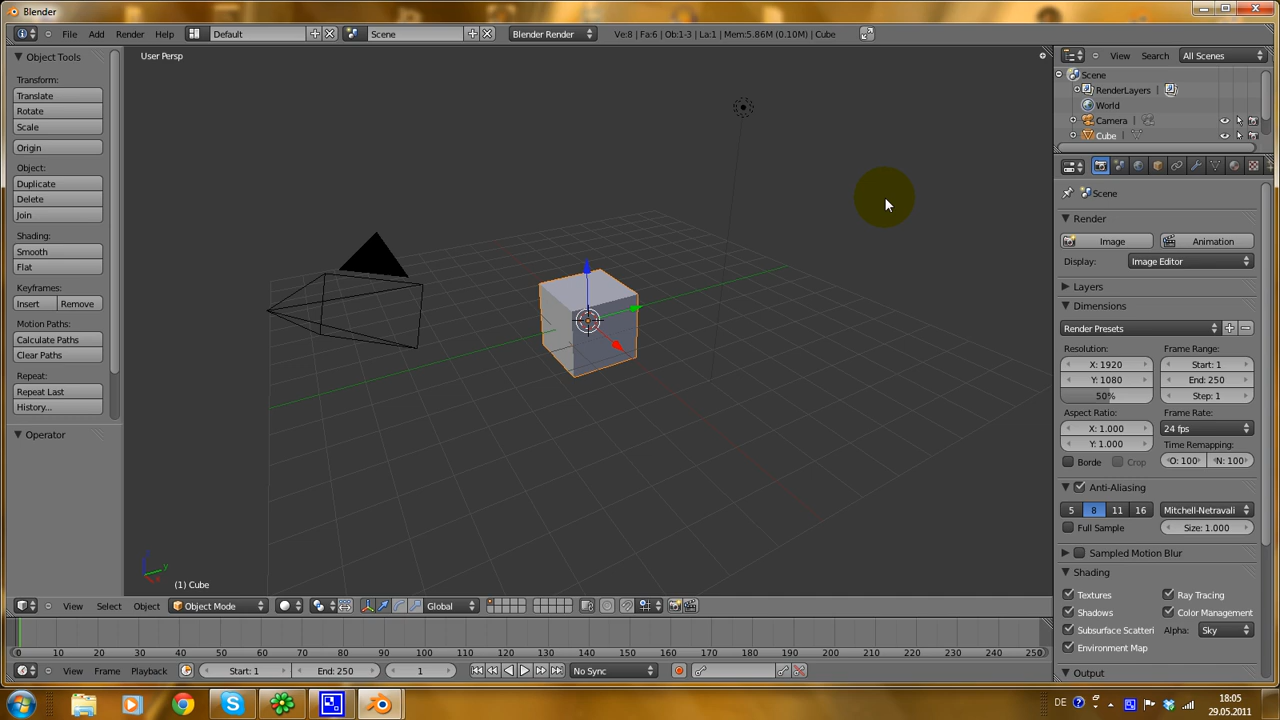 Blender
File Add Render Help Default Scene Blender Render Ve:8 | Fa:6 | Ob:1-3 | La:1 | Mem:5.86M (0.10M) | Cube
Object Tools
Transform:
Translate
Rotate
Scale
Origin
Object:
Duplicate
Delete
Join
Shading:
Smooth
Flat
Keyframes:
Insert Remove
Motion Paths:
Calculate Paths
Clear Paths
Repeat:
Repeat Last
History...
Operator
User Persp
y
(1) Cube
View Select Object Object Mode Global
0 10 20 30 40 50 60 70 80 90 100 110 120 130 140 150 160 170 180 190 200 210 220 230 240 250
View Frame Playback Start: 1 End: 250 1 No Sync
View Search All Scenes
Scene
RenderLayers |
World
Camera |
Cube |
Scene
Render
Image Animation
Display: Image Editor
Layers
Dimensions
Render Presets
Resolution: Frame Range:
X: 1920 Start: 1
Y: 1080 End: 250
50% Step: 1
Aspect Ratio: Frame Rate:
X: 1.000 24 fps
Y: 1.000 Time Remapping:
Borde Crop O: 100 N: 100
Anti-Aliasing
5 8 11 16 Mitchell-Netravali
Full Sample Size: 1.000
Sampled Motion Blur
Shading
Textures Ray Tracing
Shadows Color Management
Subsurface Scatteri Alpha: Sky
Environment Map
Output
DE 18:05
29.05.2011